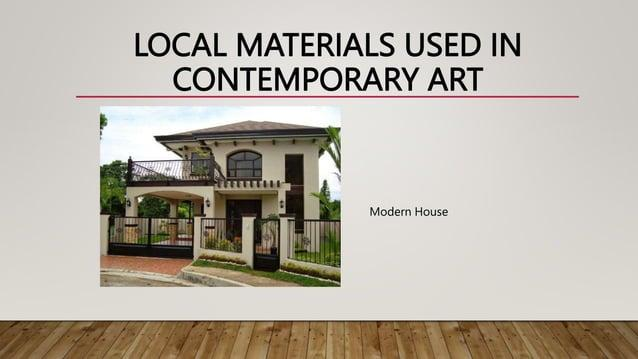 LOCAL MATERIALS USED IN
CONTEMPORARY ART
Modern House